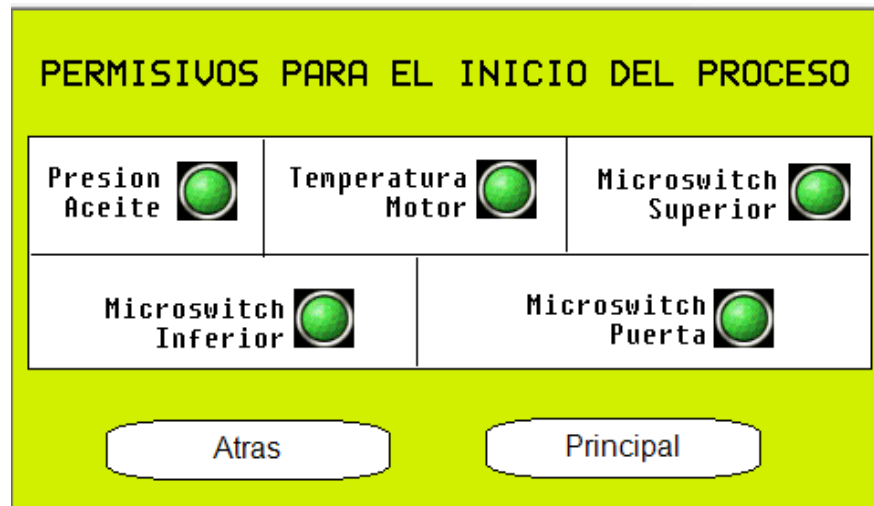 PERMISIVOS PARA EL INICIO DEL PROCESO
Presion
Aceite
Temperatura
Motor
Microswitch
Superior
Microswitch
Inferior
Microswitch
Puerta
Atras
Principal